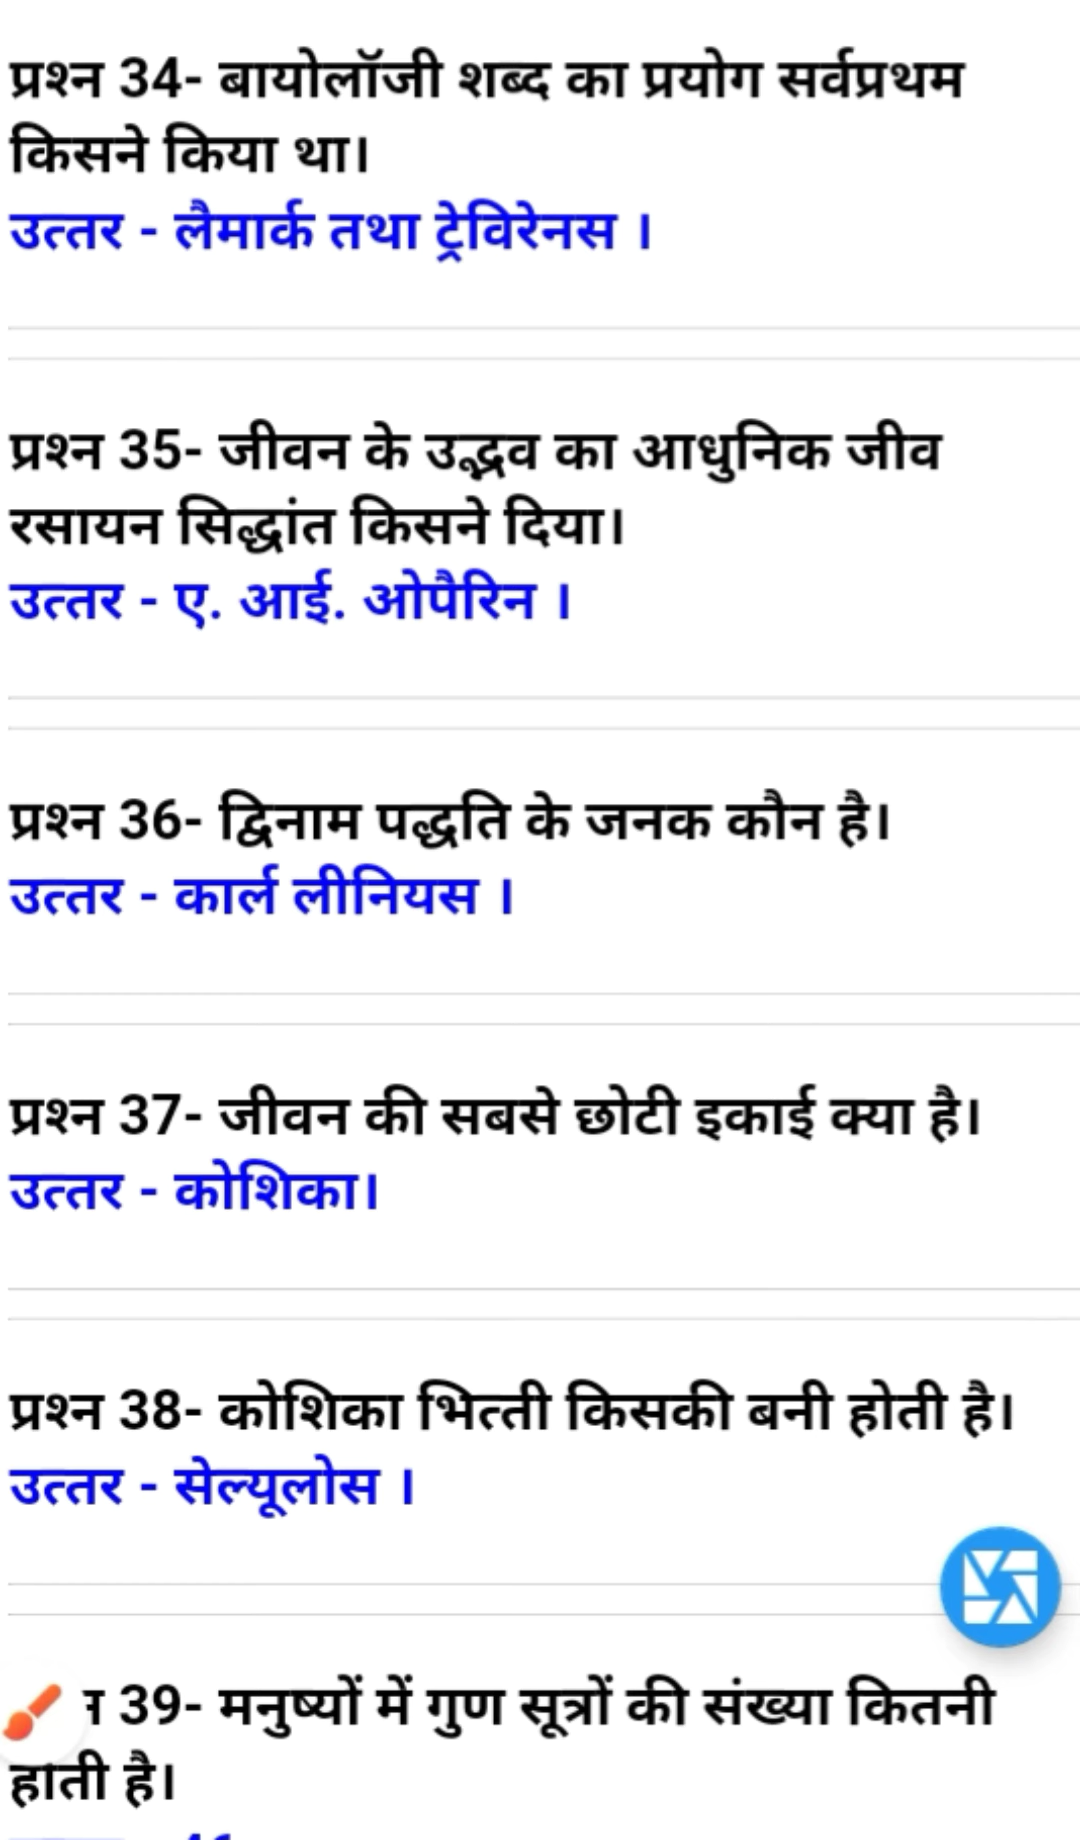 प्रश्न 34- बायोलॉजी शब्द का प्रयोग सर्वप्रथम
किसने किया था।
उत्तर - लैमार्क तथा ट्रेविरेनस ।
प्रश्न 35- जीवन के उद्भव का आधुनिक जीव
रसायन सिद्धांत किसने दिया।
उत्तर - ए. आई. ओपैरिन ।
प्रश्न 36- द्विनाम पद्धति के जनक कौन है।
उत्तर - कार्ल लीनियस ।
प्रश्न 37- जीवन की सबसे छोटी इकाई क्या है।
उत्तर - कोशिका।
प्रश्न 38- कोशिका भित्ती किसकी बनी होती है।
उत्तर - सेल्यूलोस ।
39- मनुष्यों में गुण सूत्रों की संख्या कितनी
होती है।